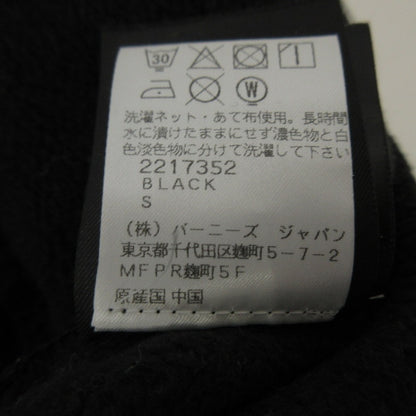 30
W
洗濯ネット・あて布使用。長時間
水に漬けたままにせず濃色物と白
色淡色物に分けて洗濯して下さい
2217352
BLACK
S
(株) バーニーズ ジャパン
東京都千代田区麹町5-7-2
MFPR麹町5F
原産国 中国